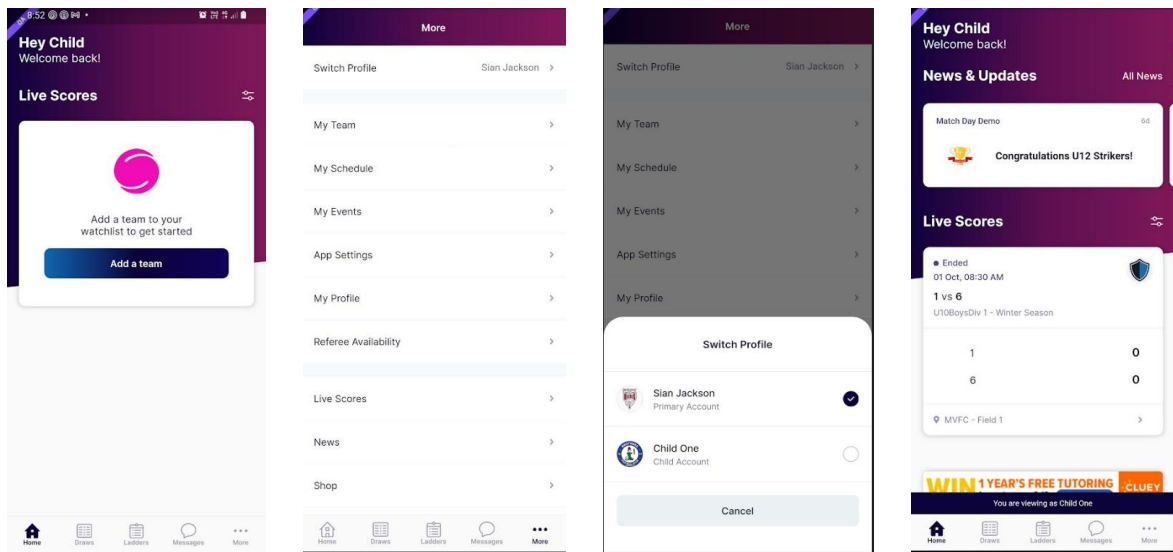 8:52
Hey Child
Welcome back!
Live Scores
Add a team to your
watchlist to get started
Add a team
Home
Draws
Ladders
Messages
More
More
Switch Profile
Sian Jackson
My Team
My Schedule
My Events
App Settings
My Profile
Referee Availability
Live Scores
News
Shop
Home
Draws
Ladders
Messages
More
More
Switch Profile
Sian Jackson
My Team
My Schedule
My Events
App Settings
My Profile
Switch Profile
Sian Jackson
Primary Account
Child One
Child Account
Cancel
Hey Child
Welcome back!
News & Updates
All News
Match Day Demo
6d
Congratulations U12 Strikers!
Live Scores
Ended
01 Oct, 08:30 AM
1 vs 6
U10BoysDiv 1 - Winter Season
1 0
6 0
MVFC - Field 1
WIN 1 YEAR'S FREE TUTORING CLUEY
You are viewing as Child One
Home
Draws
Ladders
Messages
More